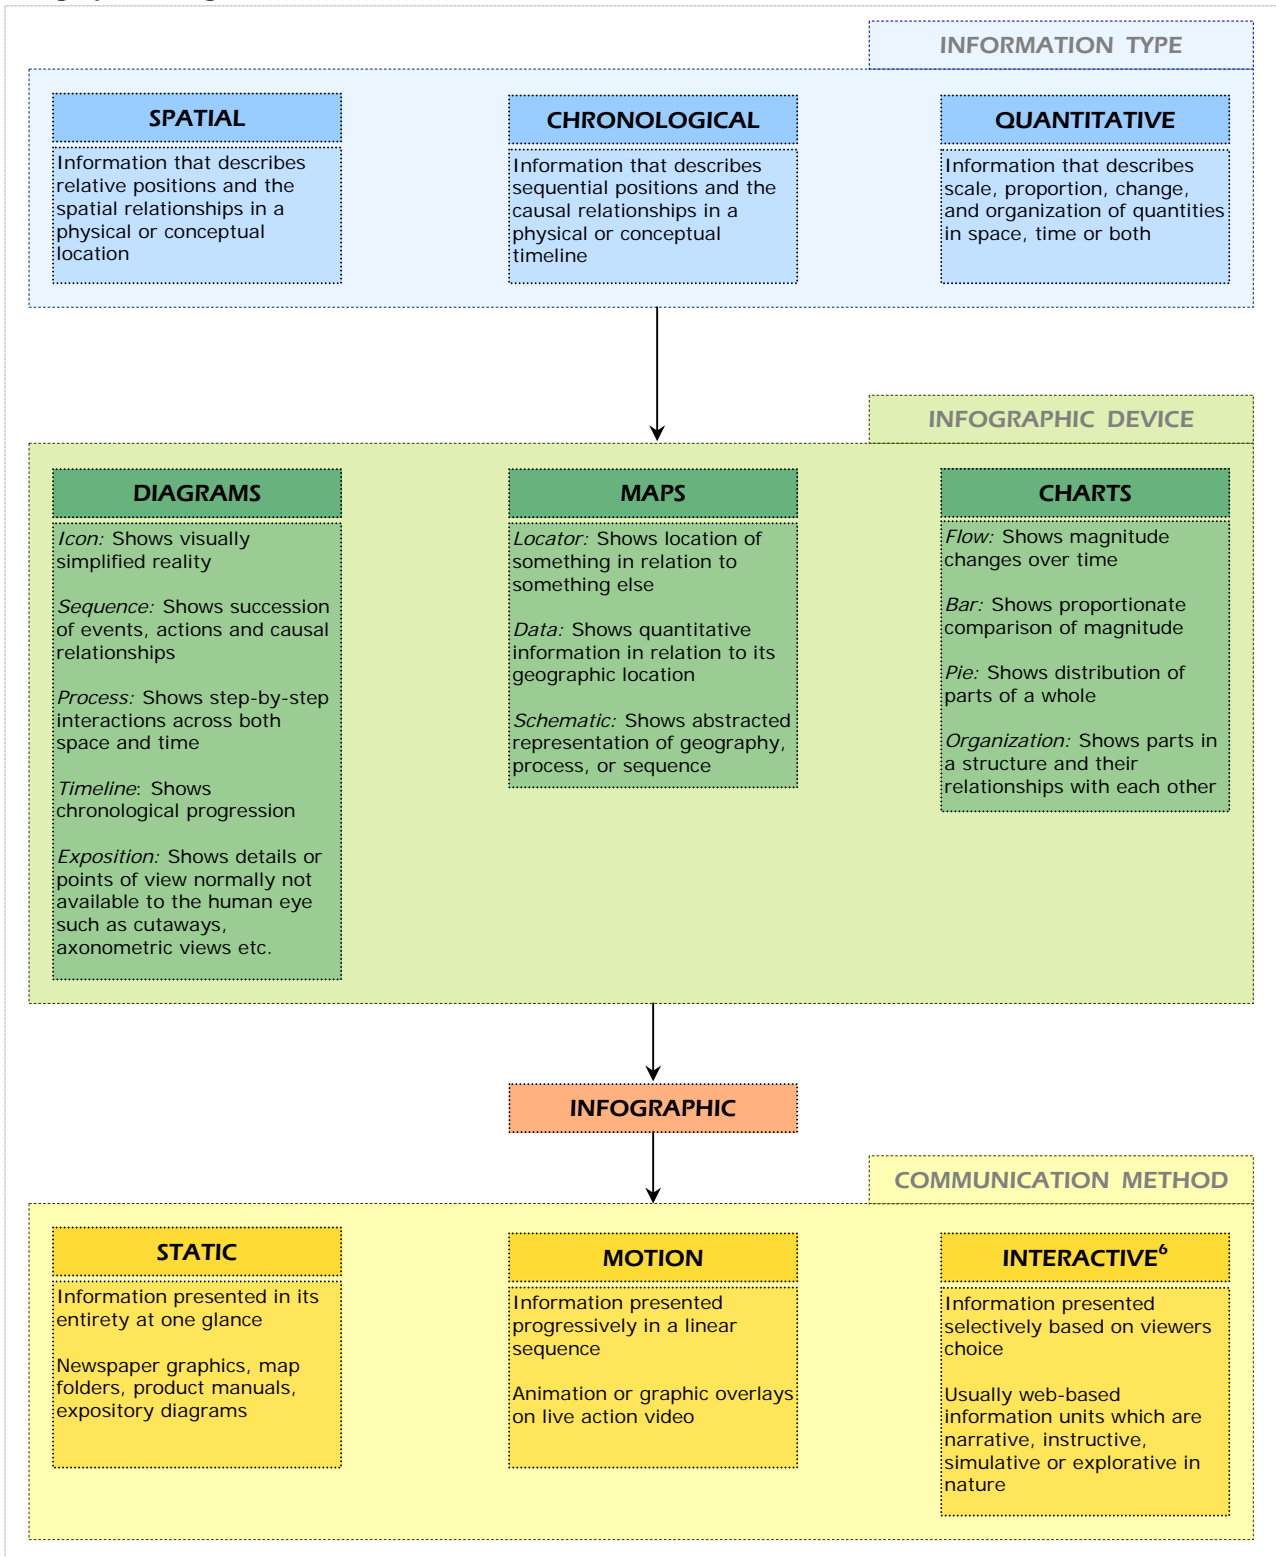 INFORMATION TYPE
SPATIAL
Information that describes
relative positions and the
spatial relationships in a
physical or conceptual
location
CHRONOLOGICAL
Information that describes
sequential positions and the
causal relationships in a
physical or conceptual
timeline
QUANTITATIVE
Information that describes
scale, proportion, change,
and organization of quantities
in space, time or both
INFOGRAPHIC DEVICE
DIAGRAMS
Icon: Shows visually
simplified reality
Sequence: Shows succession
of events, actions and causal
relationships
Process: Shows step-by-step
interactions across both
space and time
Timeline: Shows
chronological progression
Exposition: Shows details or
points of view normally not
available to the human eye
such as cutaways,
axonometric views etc.
MAPS
Locator: Shows location of
something in relation to
something else
Data: Shows quantitative
information in relation to its
geographic location
Schematic: Shows abstracted
representation of geography,
process, or sequence
CHARTS
Flow: Shows magnitude
changes over time
Bar: Shows proportionate
comparison of magnitude
Pie: Shows distribution of
parts of a whole
Organization: Shows parts in
a structure and their
relationships with each other
INFOGRAPHIC
COMMUNICATION METHOD
STATIC
Information presented in its
entirety at one glance
Newspaper graphics, map
folders, product manuals,
expository diagrams
MOTION
Information presented
progressively in a linear
sequence
Animation or graphic overlays
on live action video
INTERACTIVE⁶
Information presented
selectively based on viewers
choice
Usually web-based
information units which are
narrative, instructive,
simulative or explorative in
nature